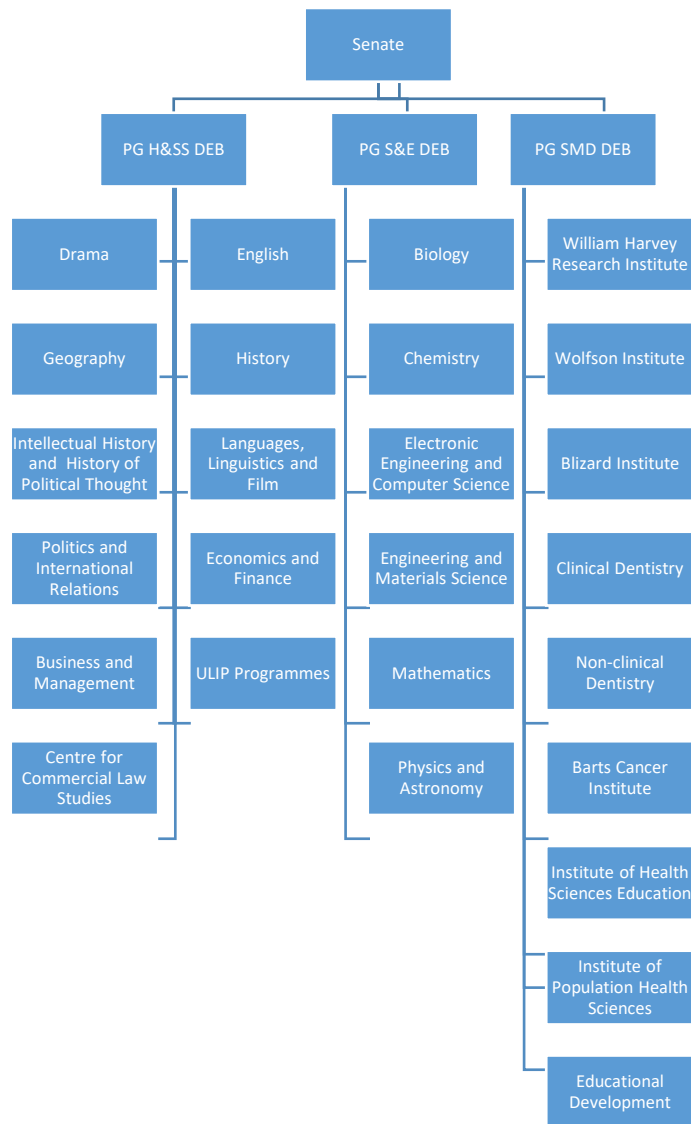 Senate
PG H&SS DEB
PG S&E DEB
PG SMD DEB
Drama
English
Biology
William Harvey
Research Institute
Geography
History
Chemistry
Wolfson Institute
Intellectual History
and History of
Political Thought
Languages,
Linguistics and
Film
Electronic
Engineering and
Computer Science
Blizard Institute
Politics and
International
Relations
Economics and
Finance
Engineering and
Materials Science
Clinical Dentistry
Business and
Management
ULIP Programmes
Mathematics
Non-clinical
Dentistry
Centre for
Commercial Law
Studies
Physics and
Astronomy
Barts Cancer
Institute
Institute of Health
Sciences Education
Institute of
Population Health
Sciences
Educational
Development